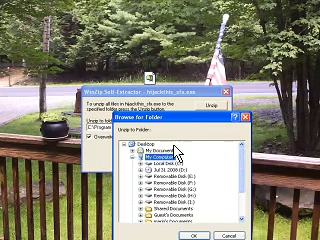 WinZip Self-Extractor - hijackthis_sfx.exe
To unzip all files in hijackthis_sfx.exe to the
specified folder press the Unzip button.
Unzip
Unzip to folder
C:\Program
Overwrite
Browse for Folder
Unzip to Folder:
Desktop
My Documents
My Computer
Local Disk (C:)
Jul 31 2008 (D:)
Removable Disk (E:)
Removable Disk (F:)
Removable Disk (G:)
Removable Disk (H:)
Removable Disk (I:)
Shared Documents
Guest's Documents
OK
Cancel